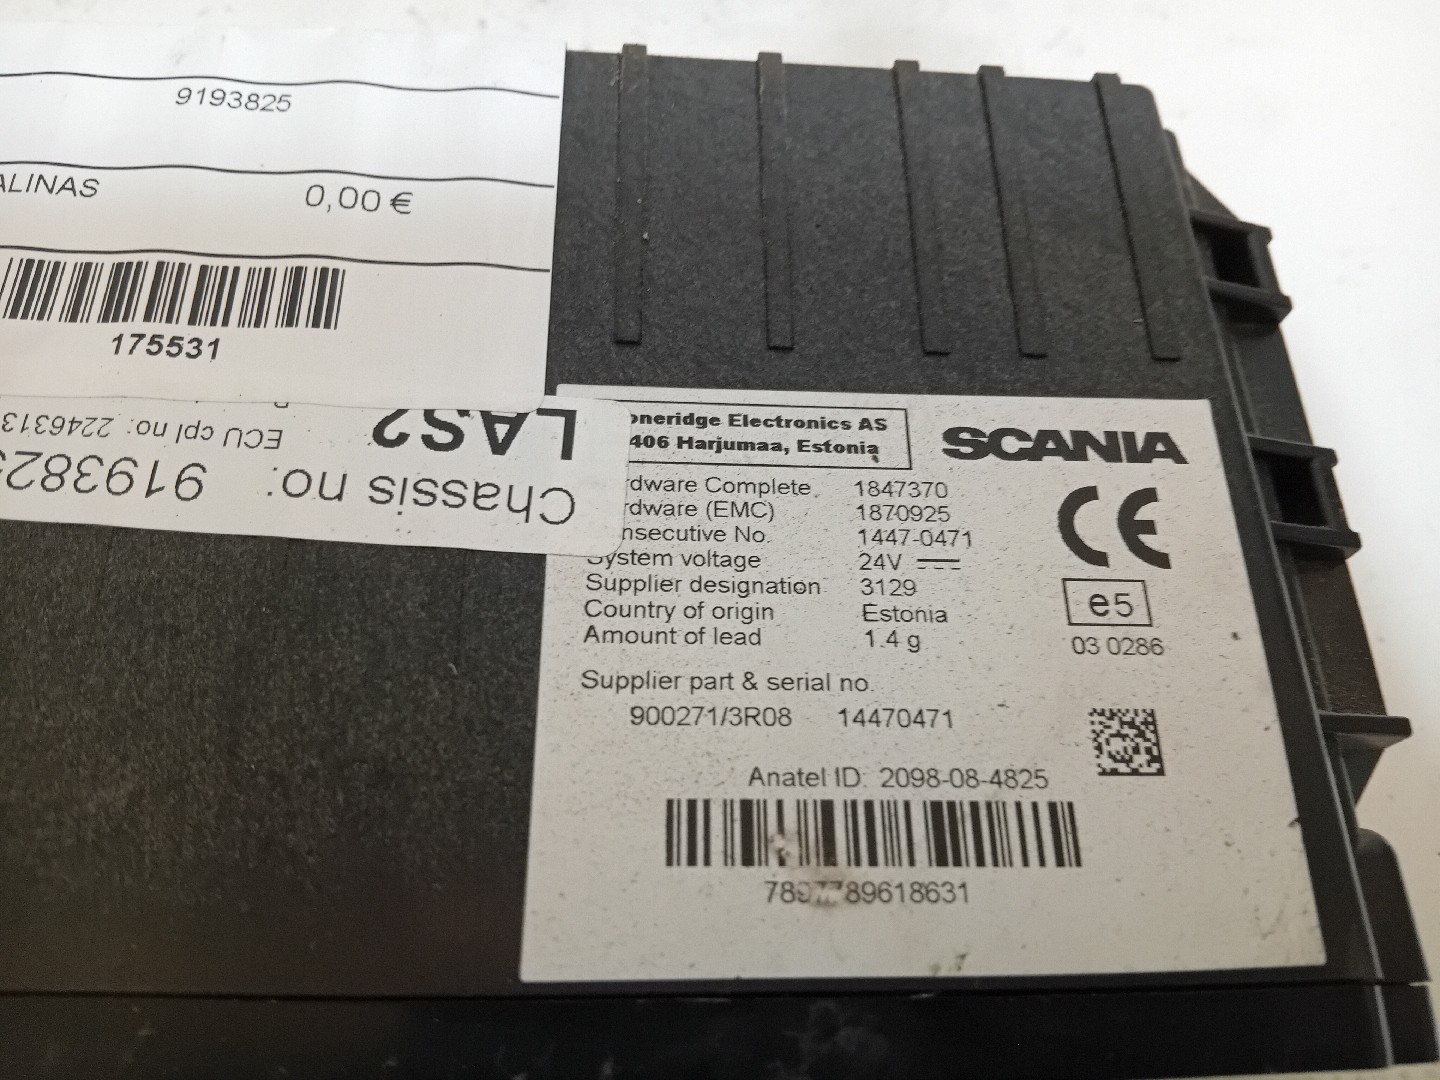 9193825
ALINAS 0,00 €
175531
LAS2
ECU cpl no: 2246313
Chassis no: 919382
oneridge Electronics AS
406 Harjumaa, Estonia
SCANIA
rdware Complete 1847370
rdware (EMC) 1870925
nsecutive No. 1447-0471
System voltage 24V
Supplier designation 3129
Country of origin Estonia
Amount of lead 1.4 g
CE
e5
03 0286
Supplier part & serial no.
900271/3R08 14470471
Anatel ID: 2098-08-4825
89618631